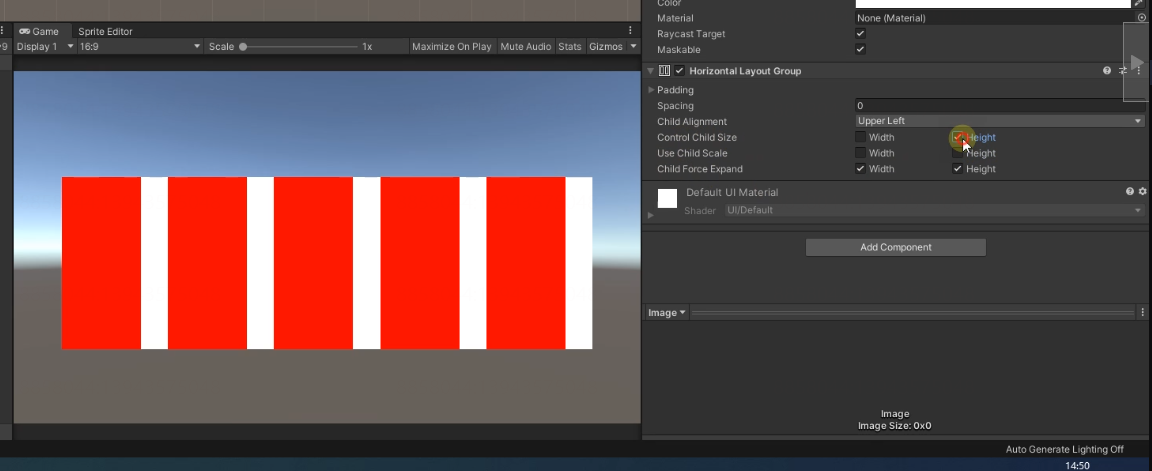 Color
Material None (Material)
Raycast Target
Maskable
Game Sprite Editor
9 Display 1 16:9 Scale 1x Maximize On Play Mute Audio Stats Gizmos
Horizontal Layout Group
Padding
Spacing 0
Child Alignment Upper Left
Control Child Size Width Height
Use Child Scale Width Height
Child Force Expand Width Height
Default UI Material
Shader UI/Default
Add Component
Image
Image
Image Size: 0x0
Auto Generate Lighting Off
14:50